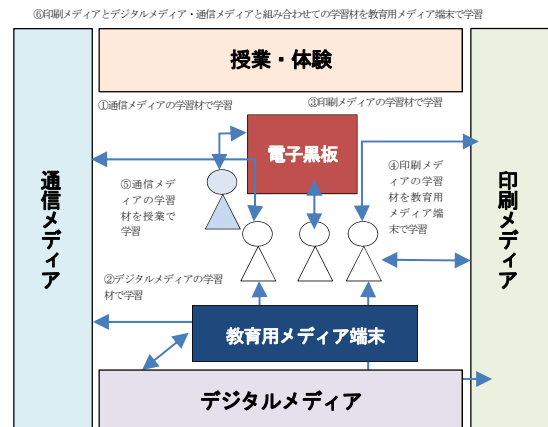 ⑥印刷メディアとデジタルメディア・通信メディアと組み合わせての学習材を教育用メディア端末で学習
授業・体験
①通信メディアの学習材で学習
③印刷メディアの学習材で学習
電子黒板
④印刷メデ
ィアの学習
材を教育用
メディア端
末で学習
⑤通信メデ
ィアの学習
材を授業で
学習
通信メディア
印刷メディア
②デジタルメディアの学習
材で学習
教育用メディア端末
デジタルメディア